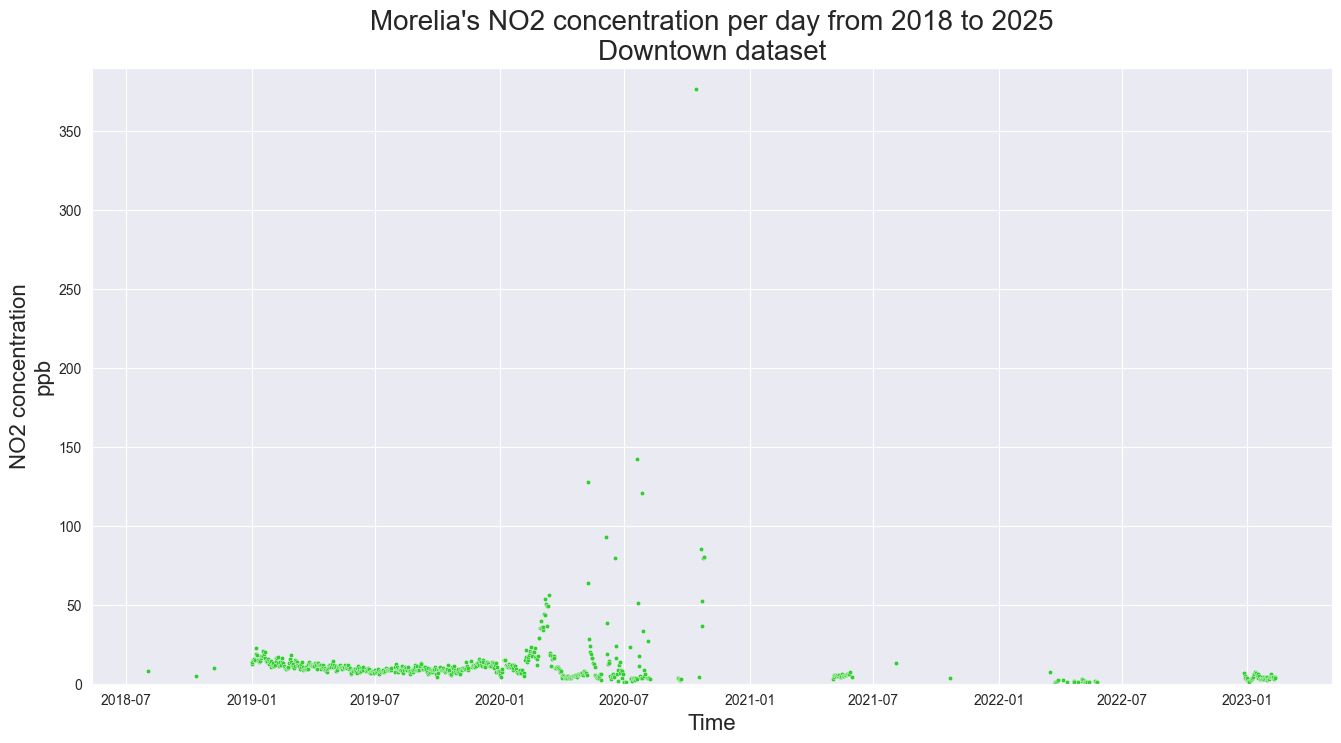 Morelia's NO2 concentration per day from 2018 to 2025
Downtown dataset
350
300
250
200
150
100
50
0
NO2 concentration
ppb
2018-07 2019-01 2019-07 2020-01 2020-07 2021-01 2021-07 2022-01 2022-07 2023-01
Time